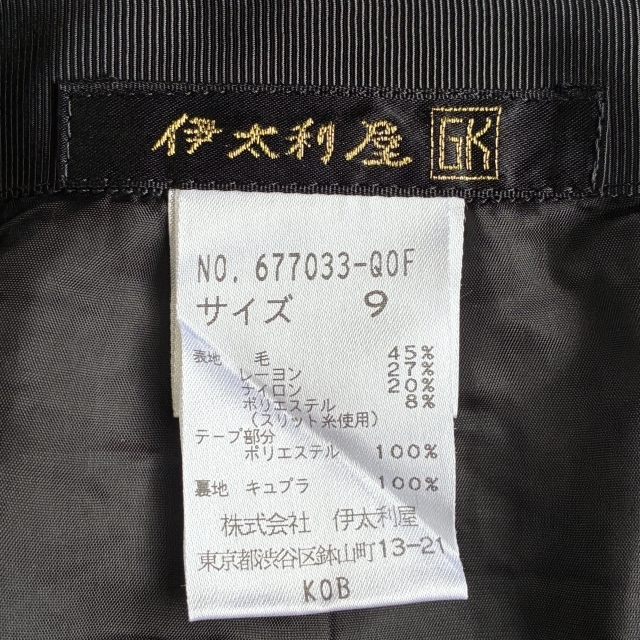 伊太利屋 GK
NO. 677033-Q0F
サイズ 9
表地 毛 45%
レーヨン 27%
ナイロン 20%
ポリエステル 8%
(スリット糸使用)
テープ部分
ポリエステル 100%
裏地 キュプラ 100%
株式会社 伊太利屋
東京都渋谷区鉢山町13-21
KOB